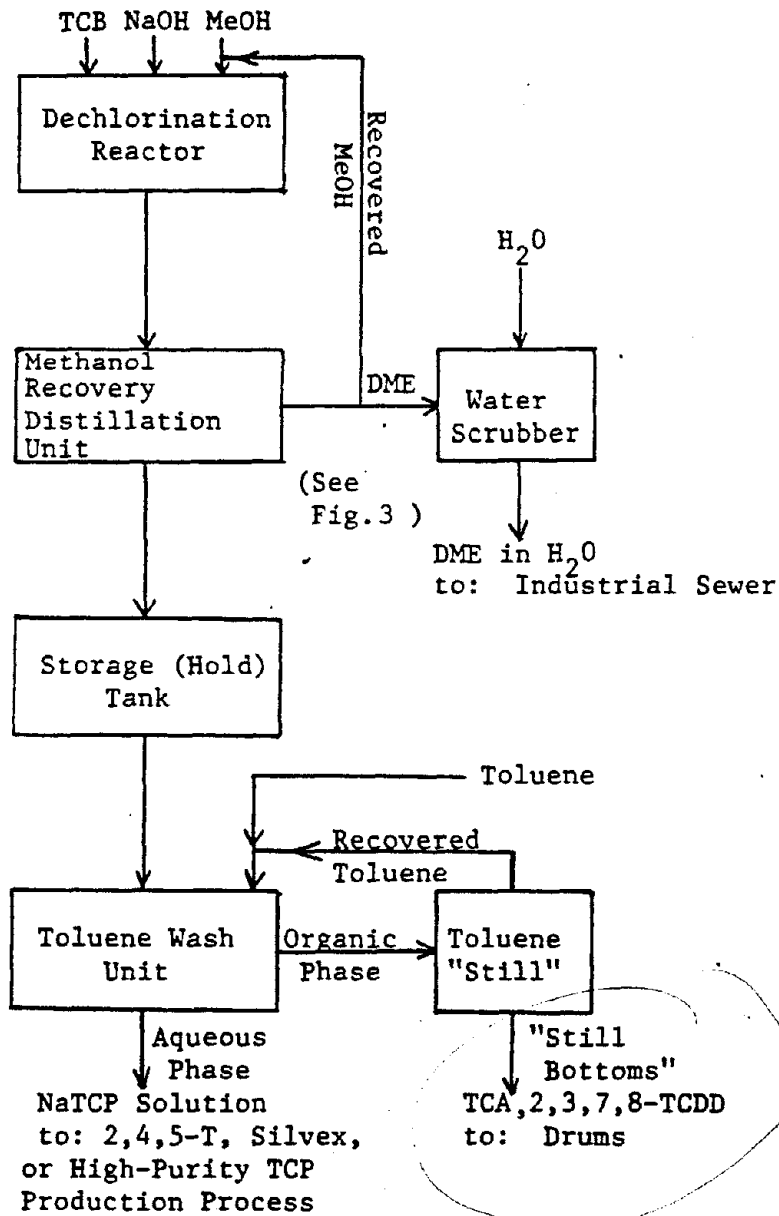 TCB NaOH MeOH
Dechlorination
Reactor
Recovered
MeOH
H2O
Methanol
Recovery
Distillation
Unit
DME
Water
Scrubber
(See
Fig.3 )
DME in H2O
to: Industrial Sewer
Storage (Hold)
Tank
Toluene
Recovered
Toluene
Toluene Wash
Unit
Organic
Phase
Toluene
"Still"
Aqueous
Phase
"Still
Bottoms"
NaTCP Solution
to: 2,4,5-T, Silvex,
or High-Purity TCP
Production Process
TCA,2,3,7,8-TCDD
to: Drums